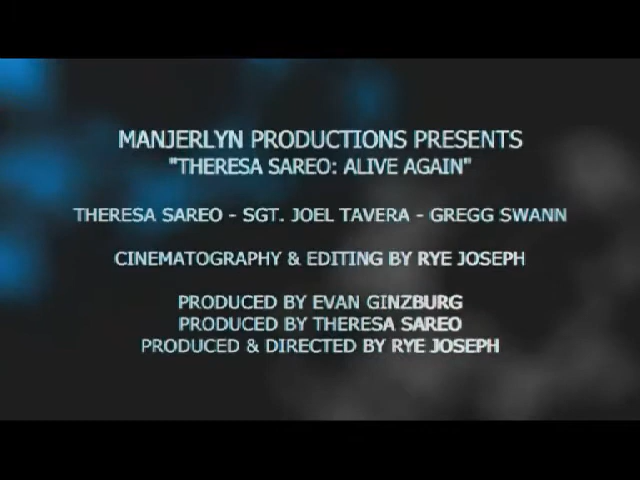 MANJERLYN PRODUCTIONS PRESENTS
"THERESA SAREO: ALIVE AGAIN"
THERESA SAREO - SGT. JOEL TAVERA - GREGG SWANN
CINEMATOGRAPHY & EDITING BY RYE JOSEPH
PRODUCED BY EVAN GINZBURG
PRODUCED BY THERESA SAREO
PRODUCED & DIRECTED BY RYE JOSEPH